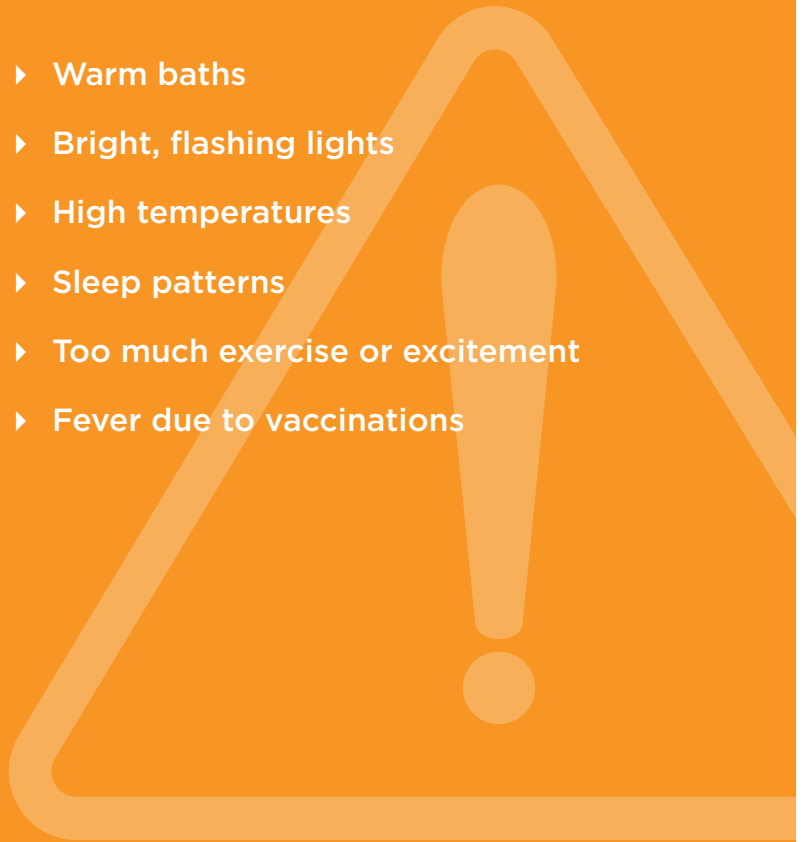 Warm baths
Bright, flashing lights
High temperatures
Sleep patterns
Too much exercise or excitement
Fever due to vaccinations